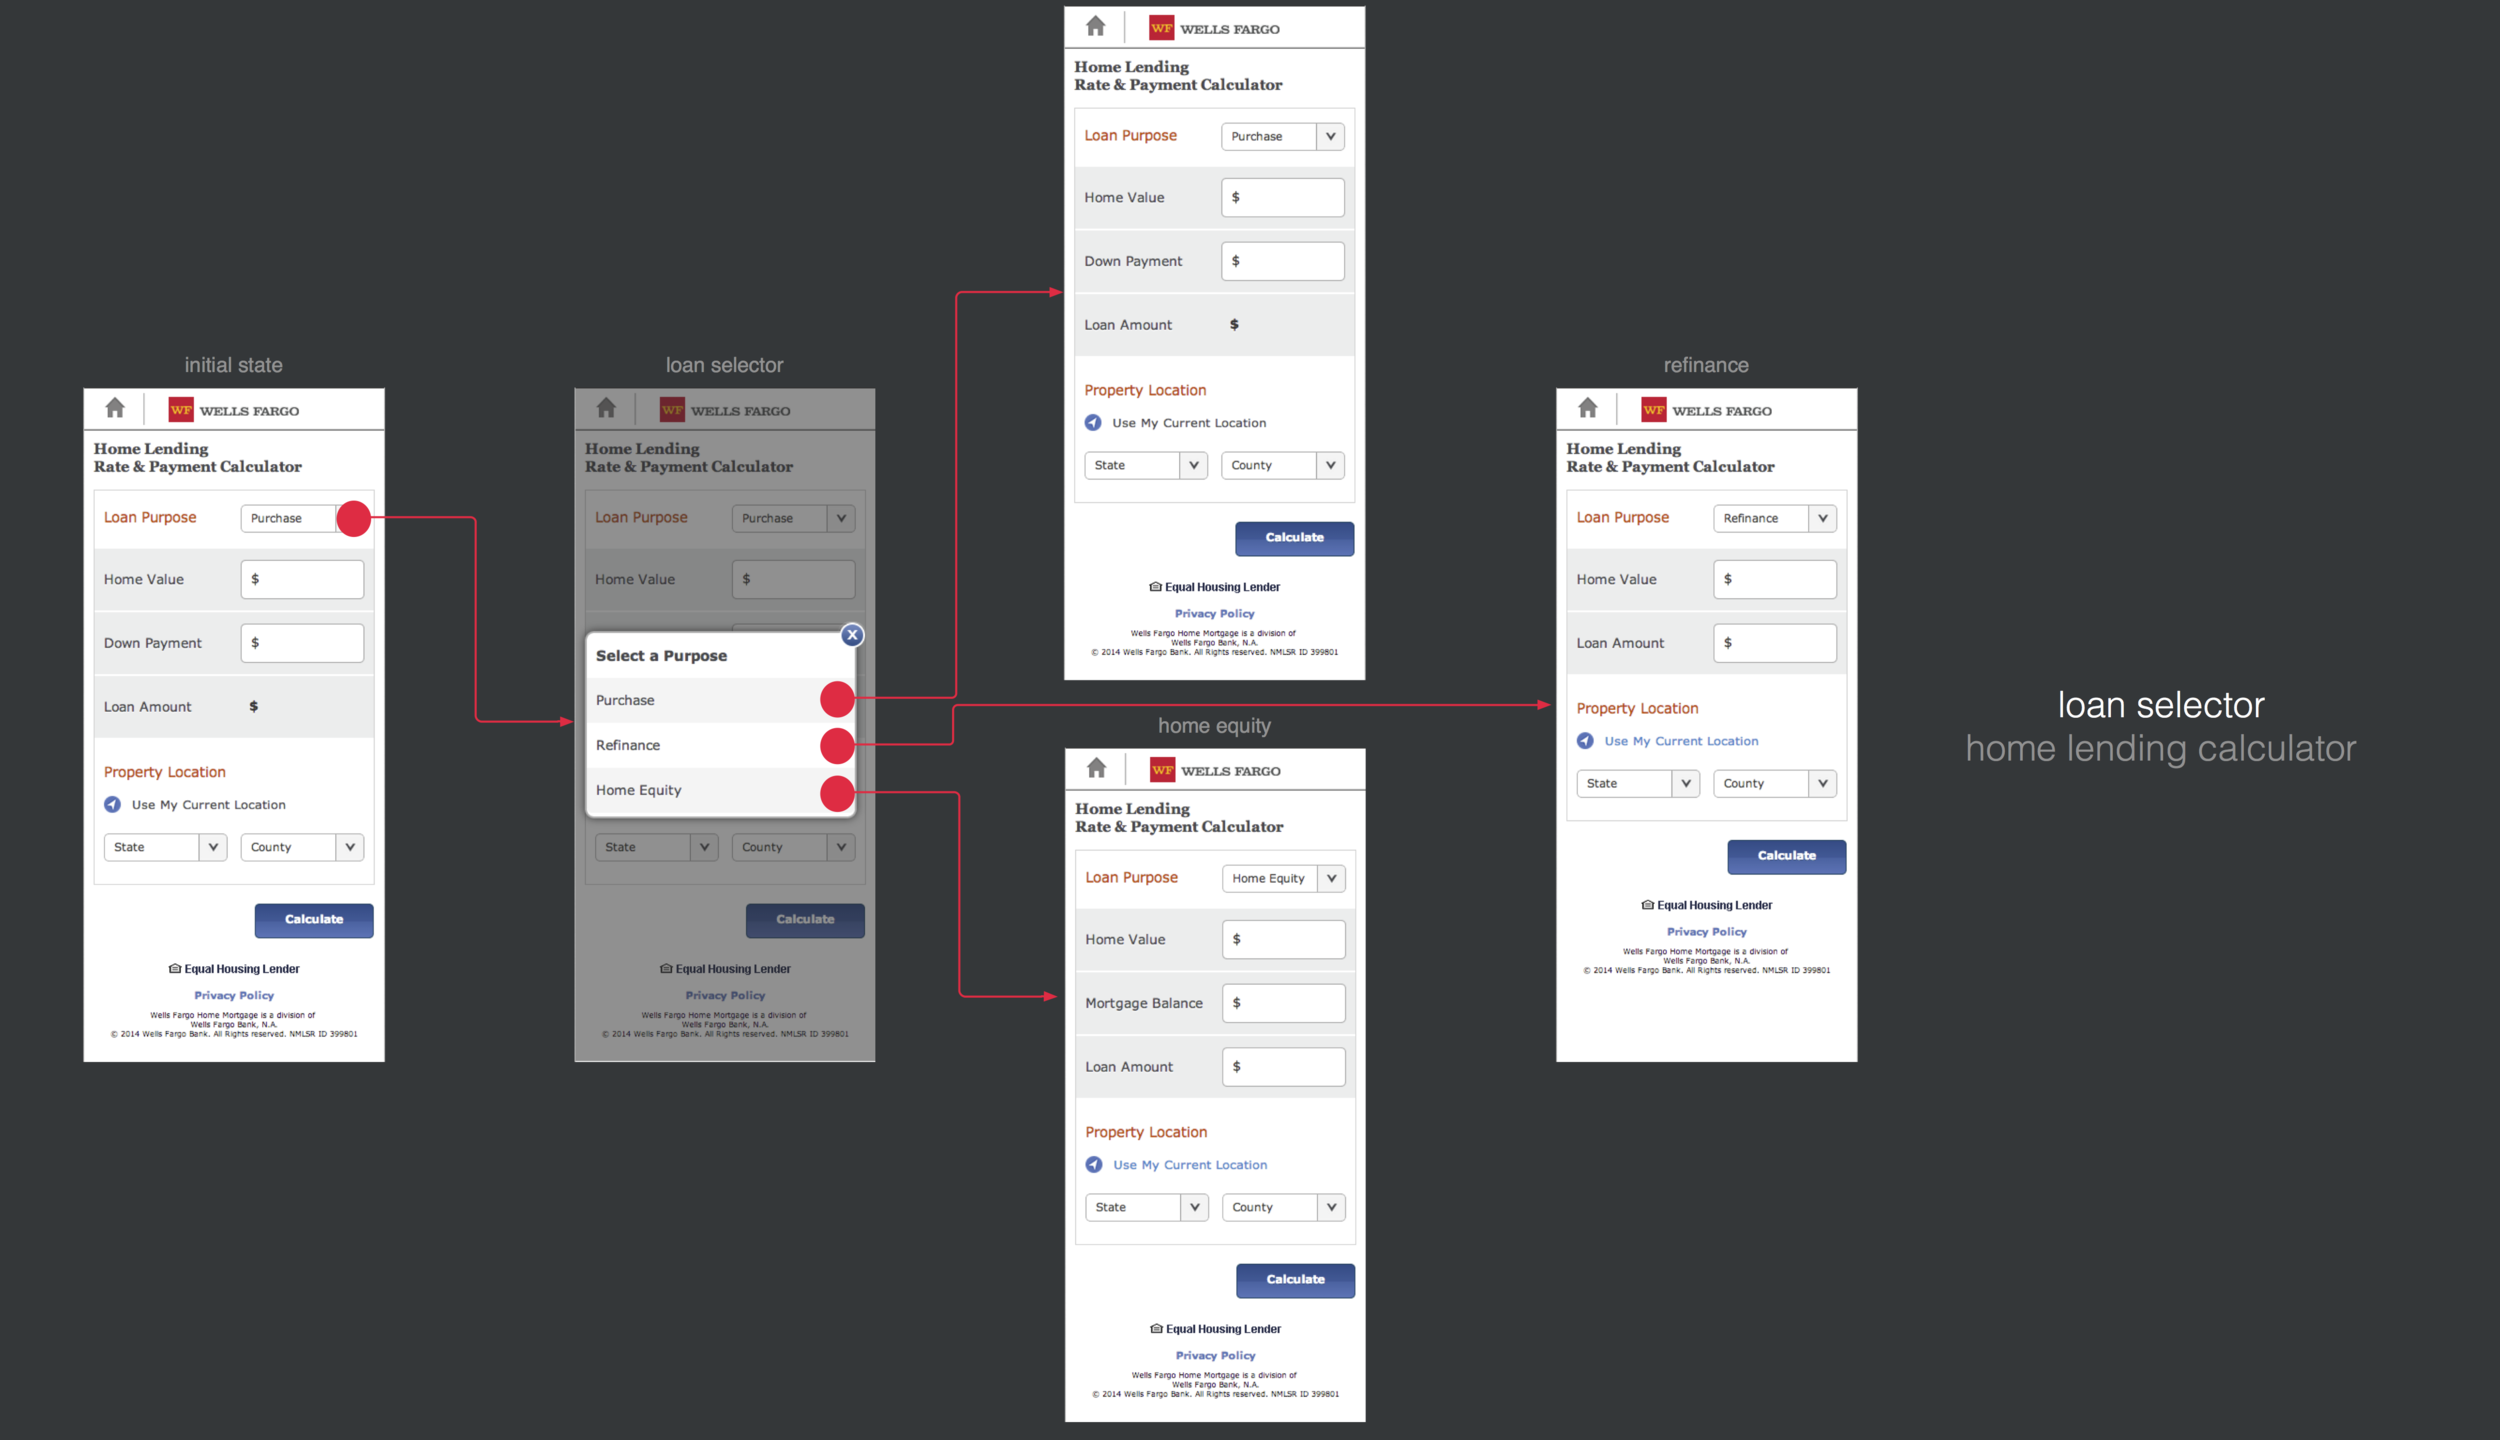 initial state
WF WELLS FARGO
Home Lending
Rate & Payment Calculator
Loan Purpose Purchase
Home Value $
Down Payment $
Loan Amount $
Property Location
Use My Current Location
State County
Calculate
Equal Housing Lender
Privacy Policy
Wells Fargo Home Mortgage is a division of
Wells Fargo Bank, N.A.
© 2014 Wells Fargo Bank. All Rights reserved. NMLSR ID 399801
loan selector
WF WELLS FARGO
Home Lending
Rate & Payment Calculator
Loan Purpose Purchase
Home Value $
X
Select a Purpose
Purchase
Refinance
Home Equity
State County
Calculate
Equal Housing Lender
Privacy Policy
Wells Fargo Home Mortgage is a division of
Wells Fargo Bank, N.A.
© 2014 Wells Fargo Bank. All Rights reserved. NMLSR ID 399801
WF WELLS FARGO
Home Lending
Rate & Payment Calculator
Loan Purpose Purchase
Home Value $
Down Payment $
Loan Amount $
Property Location
Use My Current Location
State County
Calculate
Equal Housing Lender
Privacy Policy
Wells Fargo Home Mortgage is a division of
Wells Fargo Bank, N.A.
© 2014 Wells Fargo Bank. All Rights reserved. NMLSR ID 399801
home equity
WF WELLS FARGO
Home Lending
Rate & Payment Calculator
Loan Purpose Home Equity
Home Value $
Mortgage Balance $
Loan Amount $
Property Location
Use My Current Location
State County
Calculate
Equal Housing Lender
Privacy Policy
Wells Fargo Home Mortgage is a division of
Wells Fargo Bank, N.A.
© 2014 Wells Fargo Bank. All Rights reserved. NMLSR ID 399801
refinance
WF WELLS FARGO
Home Lending
Rate & Payment Calculator
Loan Purpose Refinance
Home Value $
Loan Amount $
Property Location
Use My Current Location
State County
Calculate
Equal Housing Lender
Privacy Policy
Wells Fargo Home Mortgage is a division of
Wells Fargo Bank, N.A.
© 2014 Wells Fargo Bank. All Rights reserved. NMLSR ID 399801
loan selector
home lending calculator